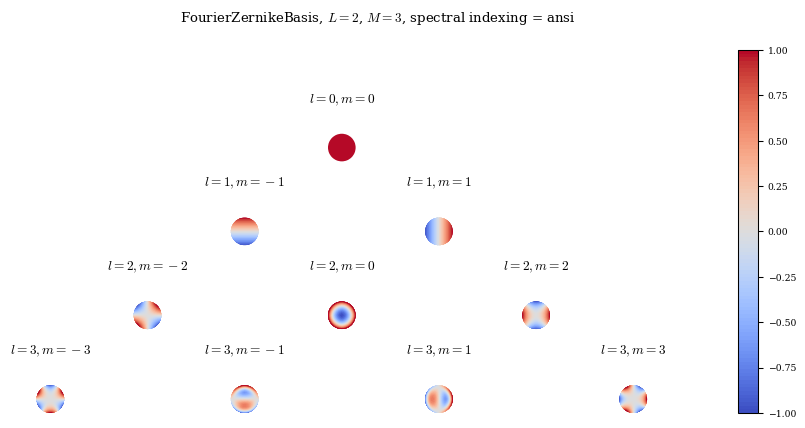 FourierZernikeBasis, L = 2, M = 3, spectral indexing = ansi
l = 0, m = 0
l = 1, m = −1
l = 1, m = 1
l = 2, m = −2
l = 2, m = 0
l = 2, m = 2
l = 3, m = −3
l = 3, m = −1
l = 3, m = 1
l = 3, m = 3
1.00
0.75
0.50
0.25
0.00
−0.25
−0.50
−0.75
−1.00